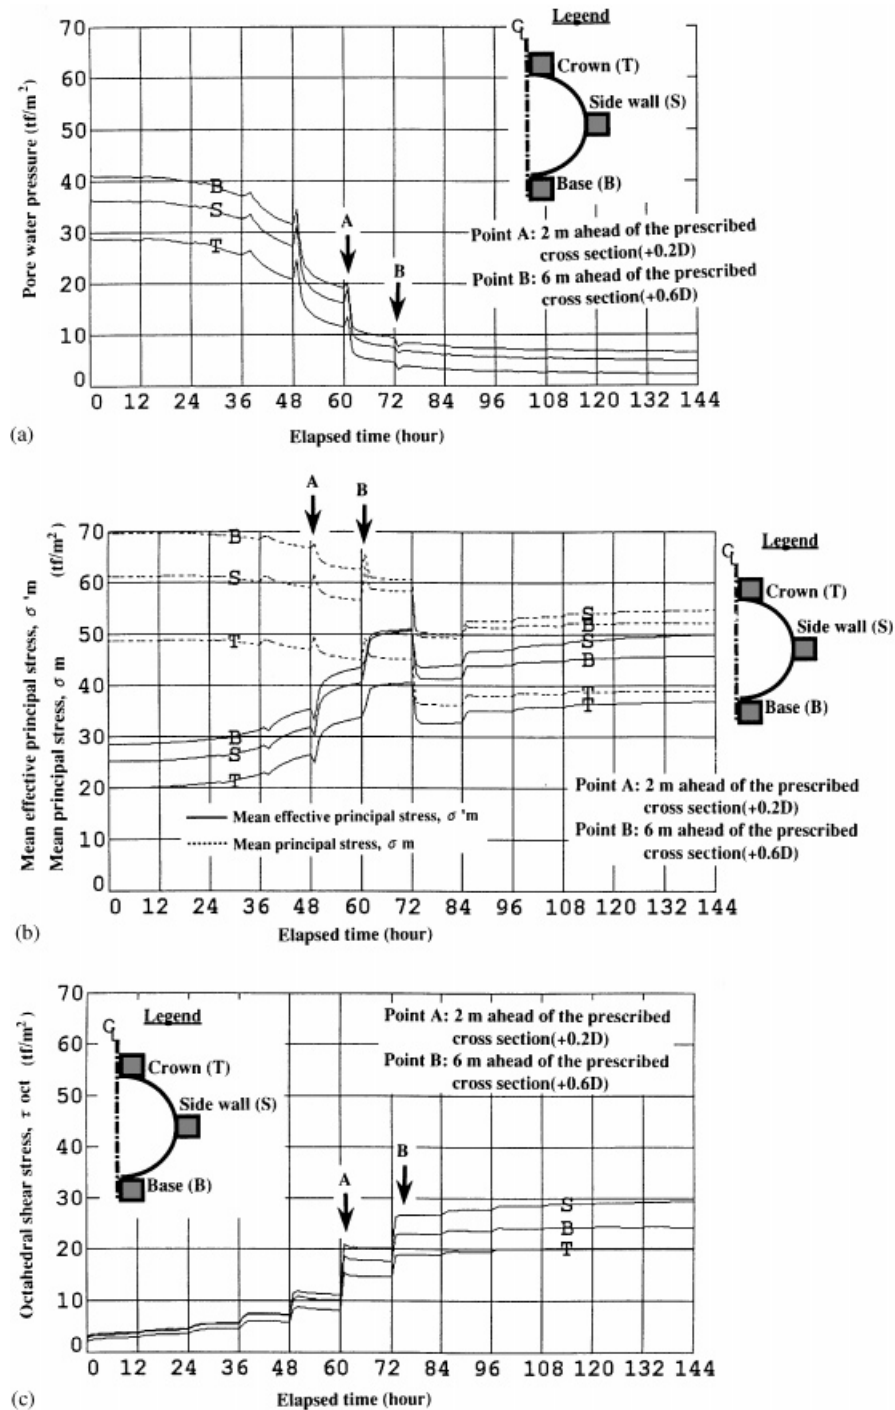 70
60
50
40
30
20
10
0
Pore water pressure (tf/m²)
B
S
T
A
B
C
L
Legend
Crown (T)
Side wall (S)
Base (B)
Point A: 2 m ahead of the prescribed
cross section(+0.2D)
Point B: 6 m ahead of the prescribed
cross section(+0.6D)
0 12 24 36 48 60 72 84 96 108 120 132 144
Elapsed time (hour)
(a)
A
B
70
60
50
40
30
20
10
0
Mean effective principal stress, σ'm
Mean principal stress, σm (tf/m²)
B
S
T
B
S
T
S
B
S
B
T
T
C
L
Legend
Crown (T)
Side wall (S)
Base (B)
Mean effective principal stress, σ'm
Mean principal stress, σm
Point A: 2 m ahead of the prescribed
cross section(+0.2D)
Point B: 6 m ahead of the prescribed
cross section(+0.6D)
0 12 24 36 48 60 72 84 96 108 120 132 144
Elapsed time (hour)
(b)
70
60
50
40
30
20
10
0
Octahedral shear stress, τ oct (tf/m²)
C
L
Legend
Crown (T)
Side wall (S)
Base (B)
Point A: 2 m ahead of the prescribed
cross section(+0.2D)
Point B: 6 m ahead of the prescribed
cross section(+0.6D)
A
B
S
B
T
0 12 24 36 48 60 72 84 96 108 120 132 144
Elapsed time (hour)
(c)